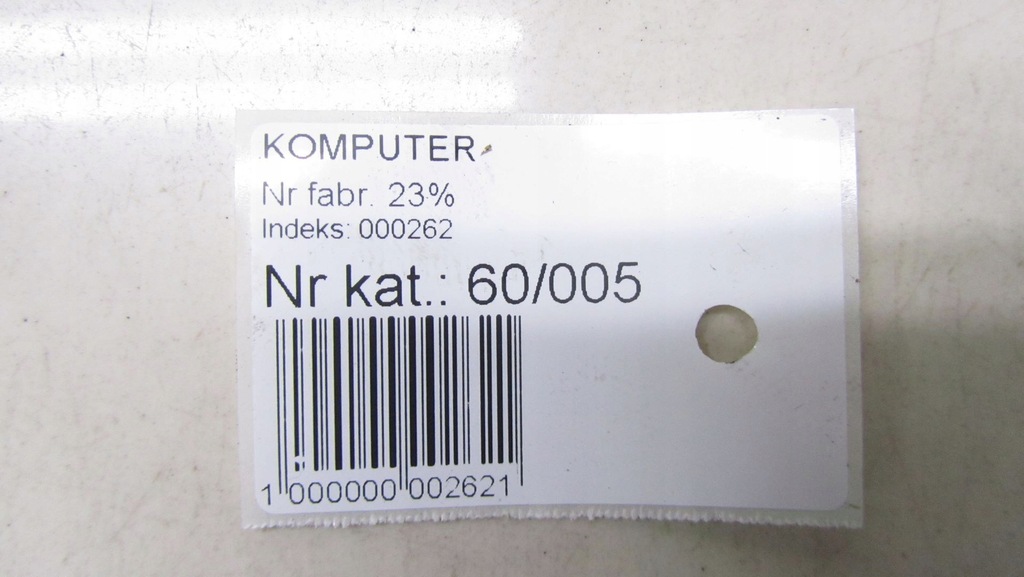 KOMPUTER
Nr fabr. 23%
Indeks: 000262
Nr kat.: 60/005
1 000000 002621